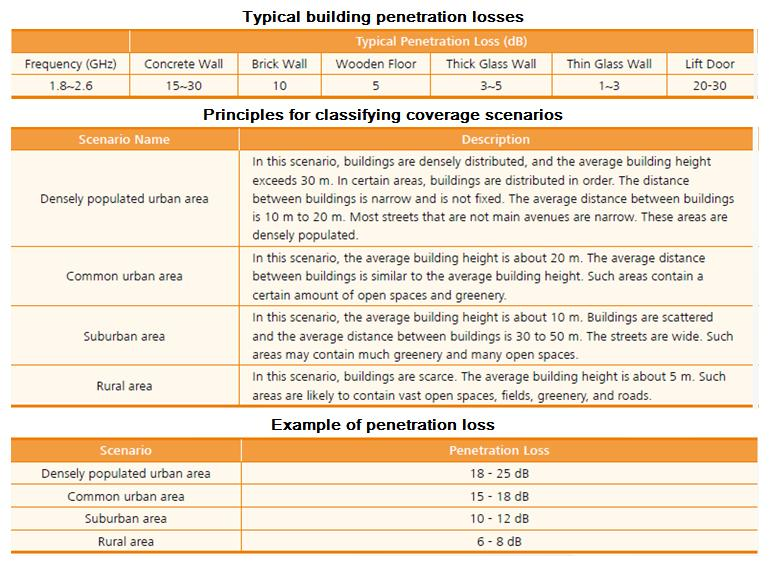 Typical building penetration losses
Typical Penetration Loss (dB)
Frequency (GHz) Concrete Wall Brick Wall Wooden Floor Thick Glass Wall Thin Glass Wall Lift Door
1.8~2.6 15~30 10 5 3~5 1~3 20-30
Principles for classifying coverage scenarios
Scenario Name Description
Densely populated urban area
In this scenario, buildings are densely distributed, and the average building height
exceeds 30 m. In certain areas, buildings are distributed in order. The distance
between buildings is narrow and is not fixed. The average distance between buildings
is 10 m to 20 m. Most streets that are not main avenues are narrow. These areas are
densely populated.
Common urban area
In this scenario, the average building height is about 20 m. The average distance
between buildings is similar to the average building height. Such areas contain a
certain amount of open spaces and greenery.
Suburban area
In this scenario, the average building height is about 10 m. Buildings are scattered
and the average distance between buildings is 30 to 50 m. The streets are wide. Such
areas may contain much greenery and many open spaces.
Rural area
In this scenario, buildings are scarce. The average building height is about 5 m. Such
areas are likely to contain vast open spaces, fields, greenery, and roads.
Example of penetration loss
Scenario Penetration Loss
Densely populated urban area 18 - 25 dB
Common urban area 15 - 18 dB
Suburban area 10 - 12 dB
Rural area 6 - 8 dB